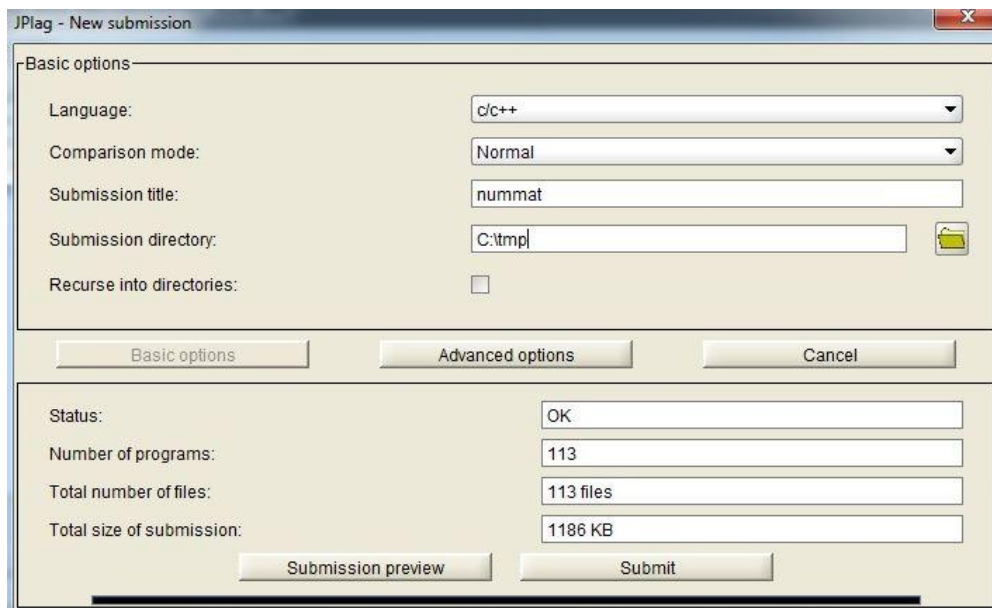 JPlag - New submission
Basic options
Language: c/c++
Comparison mode: Normal
Submission title: nummat
Submission directory: C:\tmp
Recurse into directories:
Basic options Advanced options Cancel
Status: OK
Number of programs: 113
Total number of files: 113 files
Total size of submission: 1186 KB
Submission preview Submit